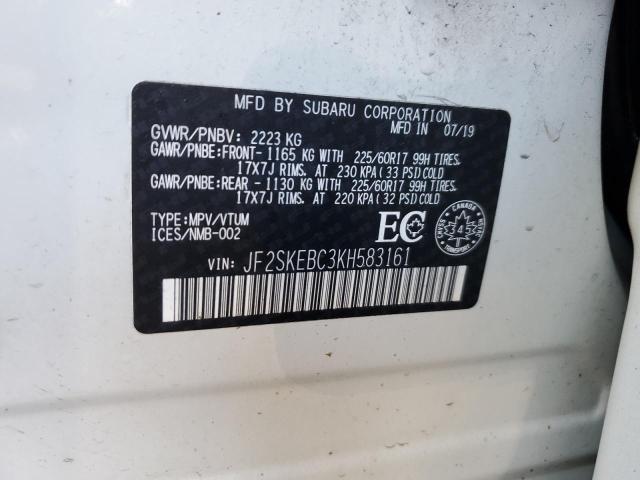 MFD BY SUBARU CORPORATION
MFD IN 07/19
GVWR/PNBV: 2223 KG
GAWR/PNBE:FRONT- 1165 KG WITH 225/60R17 99H TIRES.
17X7J RIMS. AT 230 KPA(33 PSI)COLD
GAWR/PNBE:REAR - 1130 KG WITH 225/60R17 99H TIRES.
17X7J RIMS. AT 220 KPA(32 PSI)COLD
TYPE:MPV/VTUM
ICES/NMB-002
EC
CANADA
345
TRANSPORT
VIN: JF2SKEBC3KH583161